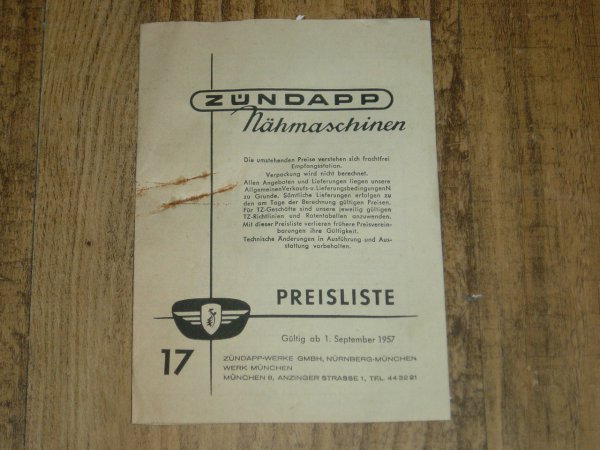 ZÜNDAPP
Nähmaschinen
Die umstehenden Preise verstehen sich frachtfrei
Empfangsstation.
Verpackung wird nicht berechnet.
Allen Angeboten und Lieferungen liegen unsere
Allgemeinen Verkaufs- u. Lieferungsbedingungen N
zu Grunde. Sämtliche Lieferungen erfolgen zu
den am Tage der Berechnung gültigen Preisen.
Für TZ-Geschäfte sind unsere jeweilig gültigen
TZ-Richtlinien und Ratentabellen anzuwenden.
Mit dieser Preisliste verlieren frühere Preisverein-
barungen ihre Gültigkeit.
Technische Änderungen in Ausführung und Aus-
stattung vorbehalten.
PREISLISTE
Gültig ab 1. September 1957
17
ZÜNDAPP-WERKE GMBH, NÜRNBERG-MÜNCHEN
WERK MÜNCHEN
MÜNCHEN 8, ANZINGER STRASSE 1, TEL. 443291